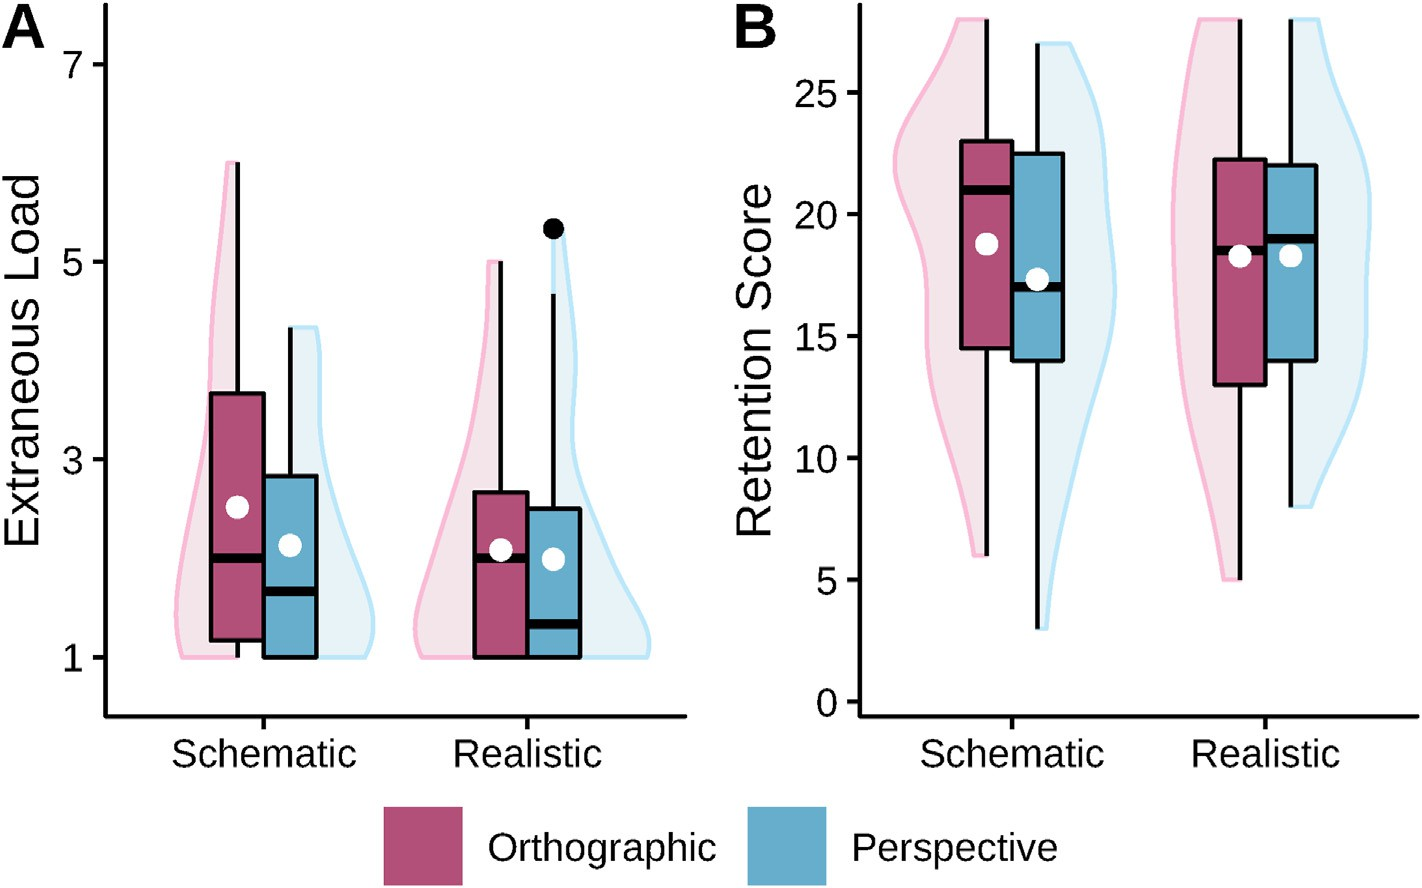 A
Extraneous Load
7
5
3
1
Schematic
Realistic
B
Retention Score
25
20
15
10
5
0
Schematic
Realistic
Orthographic
Perspective